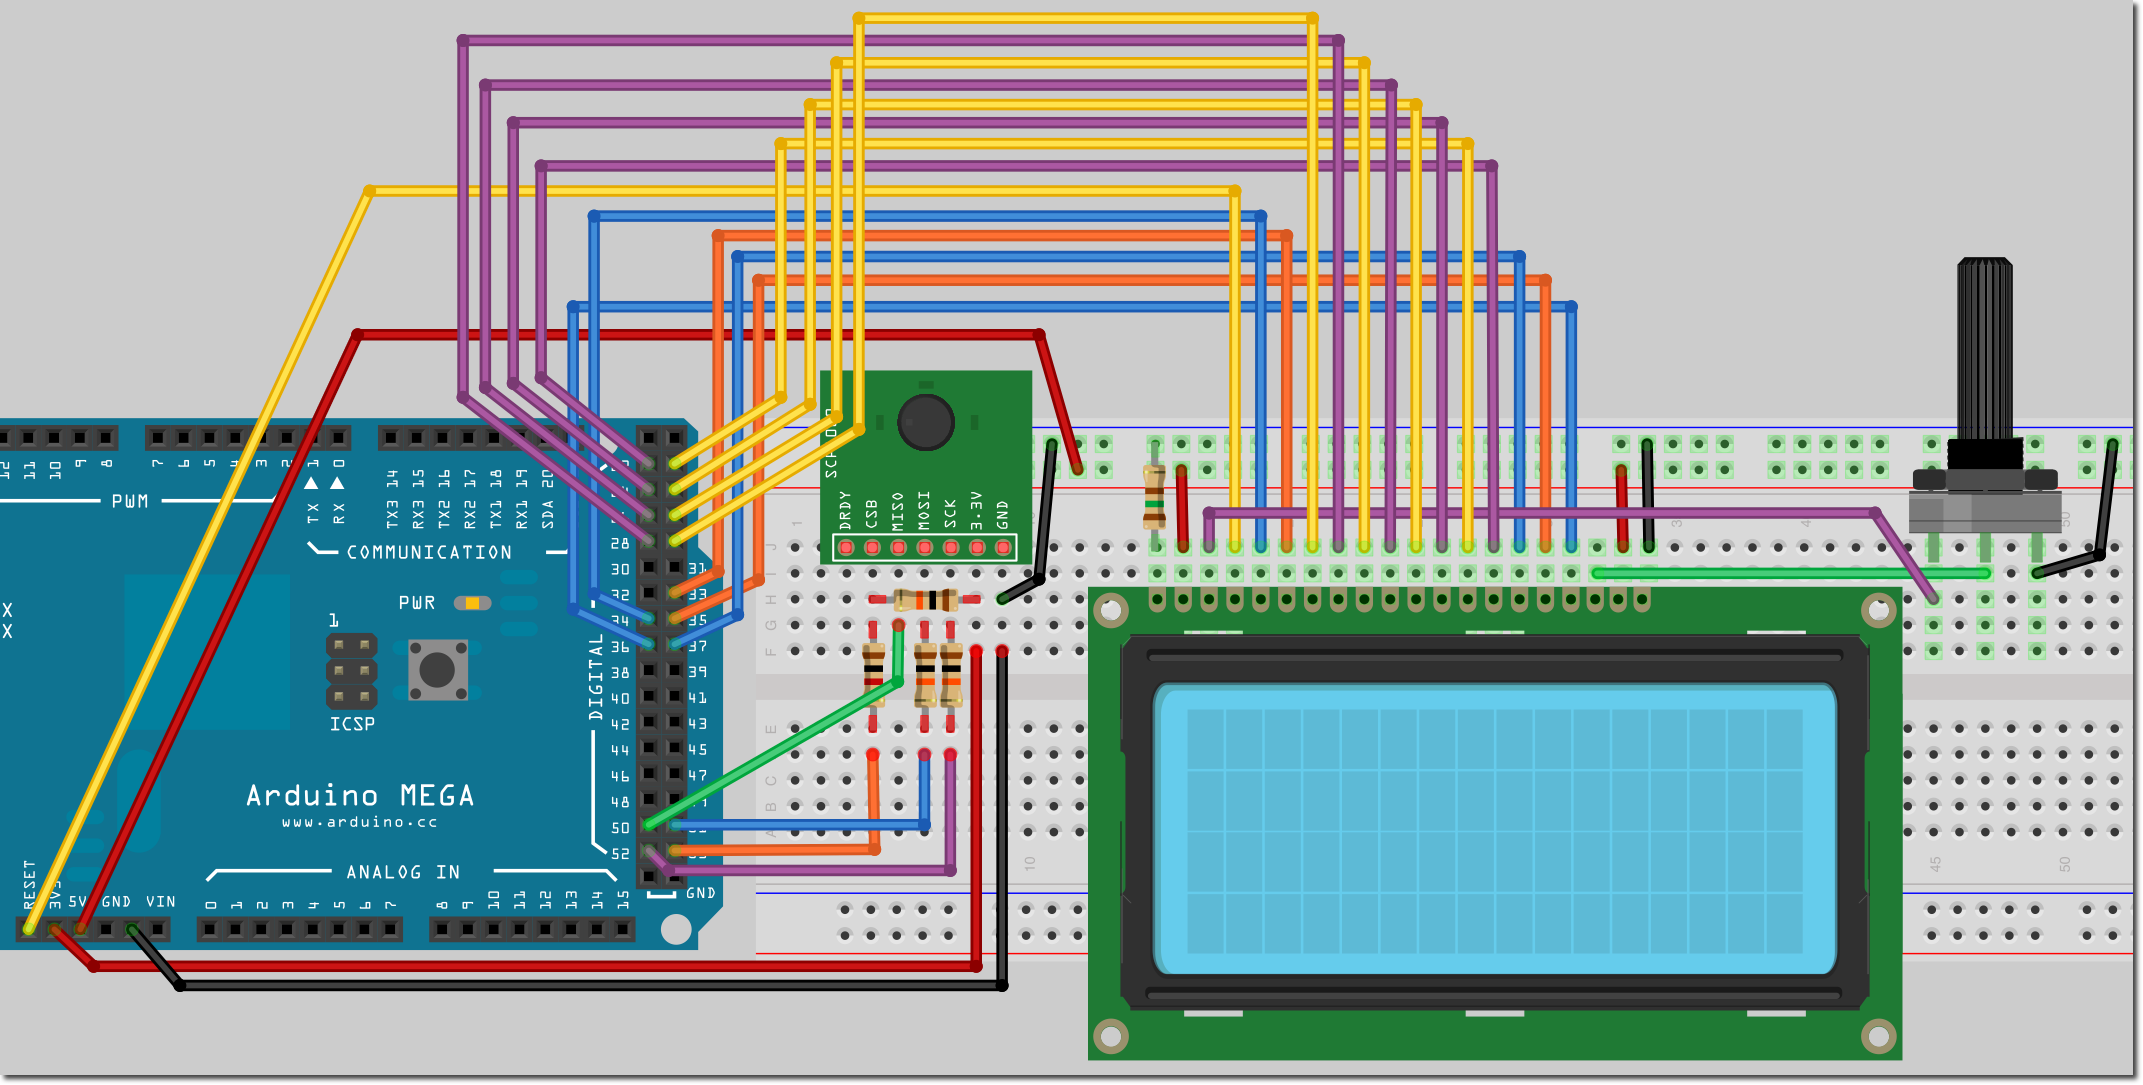 12 11 10 9 8 7 6 5 4 3 2 1 0
PWM
TX RX
TX3 14 RX3 15 TX2 16 RX2 17 TX1 18 RX1 19 SDA 20
COMMUNICATION
28
30 31
32 33
34 35
36 37
38 39
40 41
42 43
44 45
46 47
48
50
52
GND
DIGITAL
PWR
1
ICSP
X
X
Arduino MEGA
www.arduino.cc
ANALOG IN
RESET 3V3 5V GND VIN
0 1 2 3 4 5 6 7 8 9 10 11 12 13 14 15
DRDY CSB MISO MOSI SCK 3.3V GND
1 50
J
I
H
G
F
E
C
B
A
10 45 50